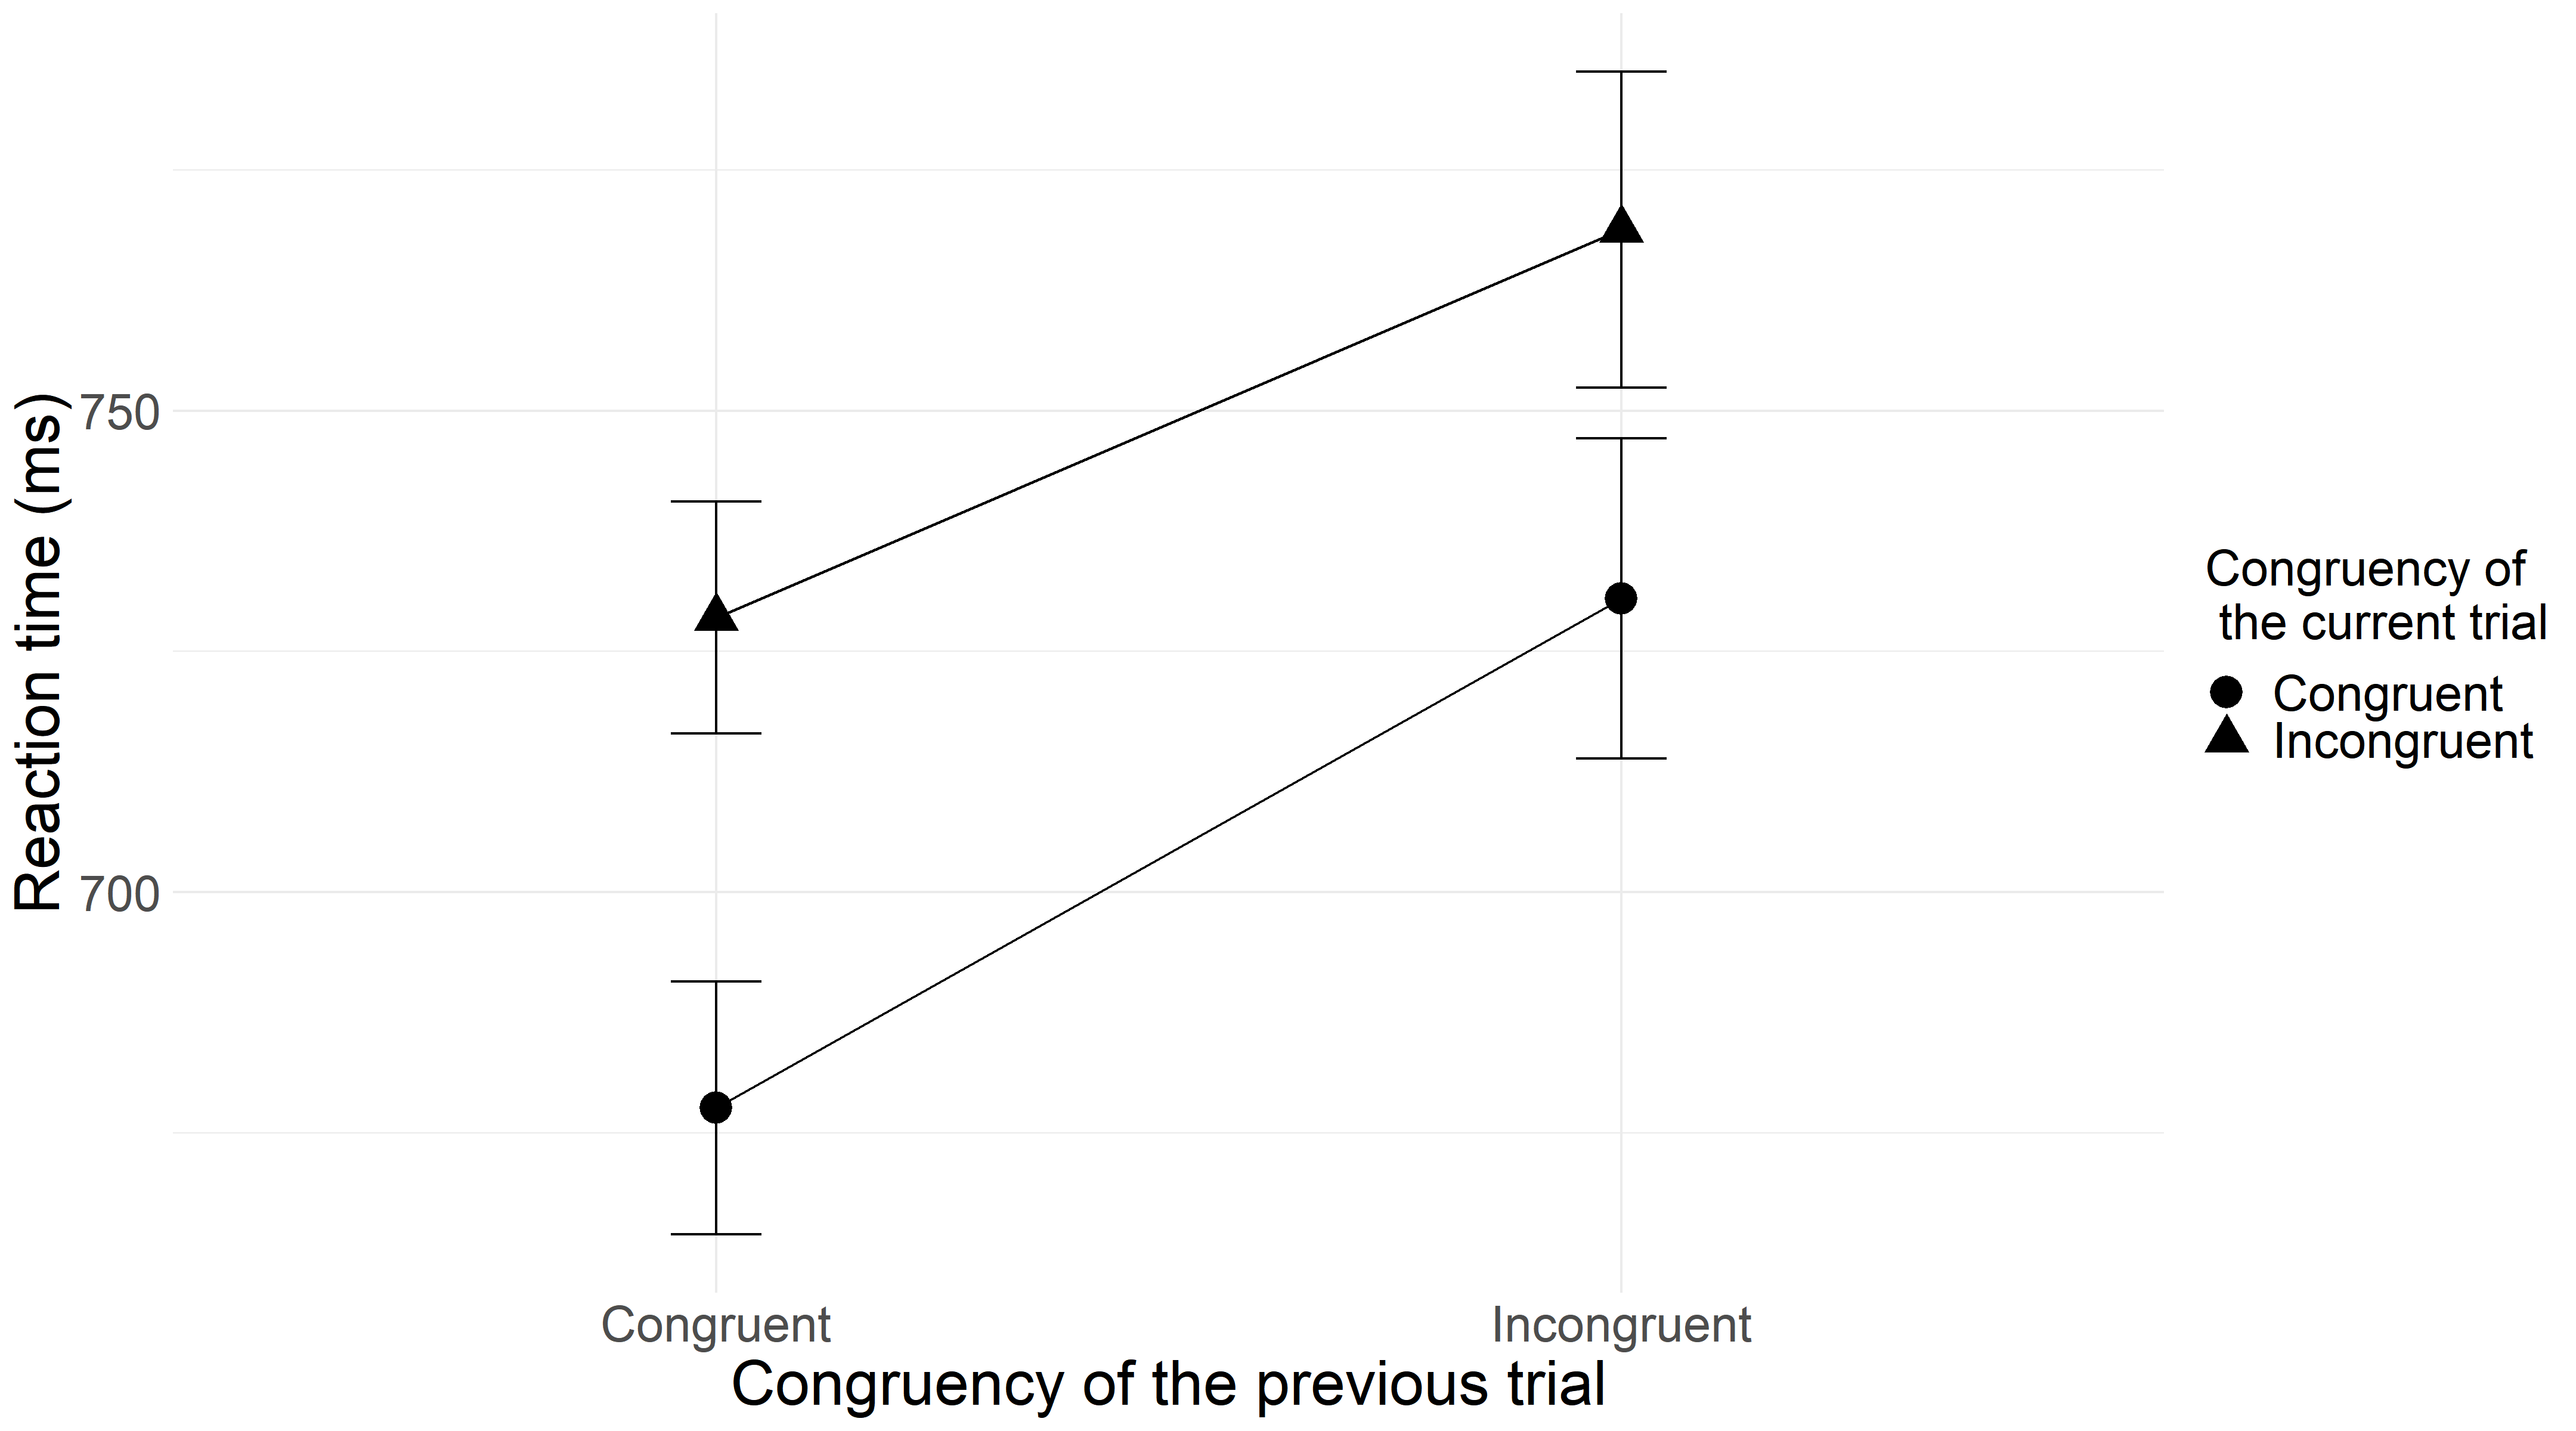 Reaction time (ms)
750
700
Congruent
Incongruent
Congruency of the previous trial
Congruency of
the current trial
Congruent
Incongruent